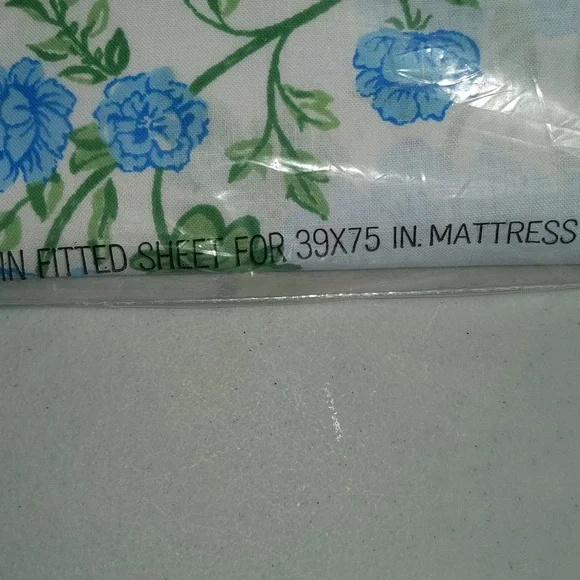 IN FITTED SHEET FOR 39X75 IN. MATTRESS